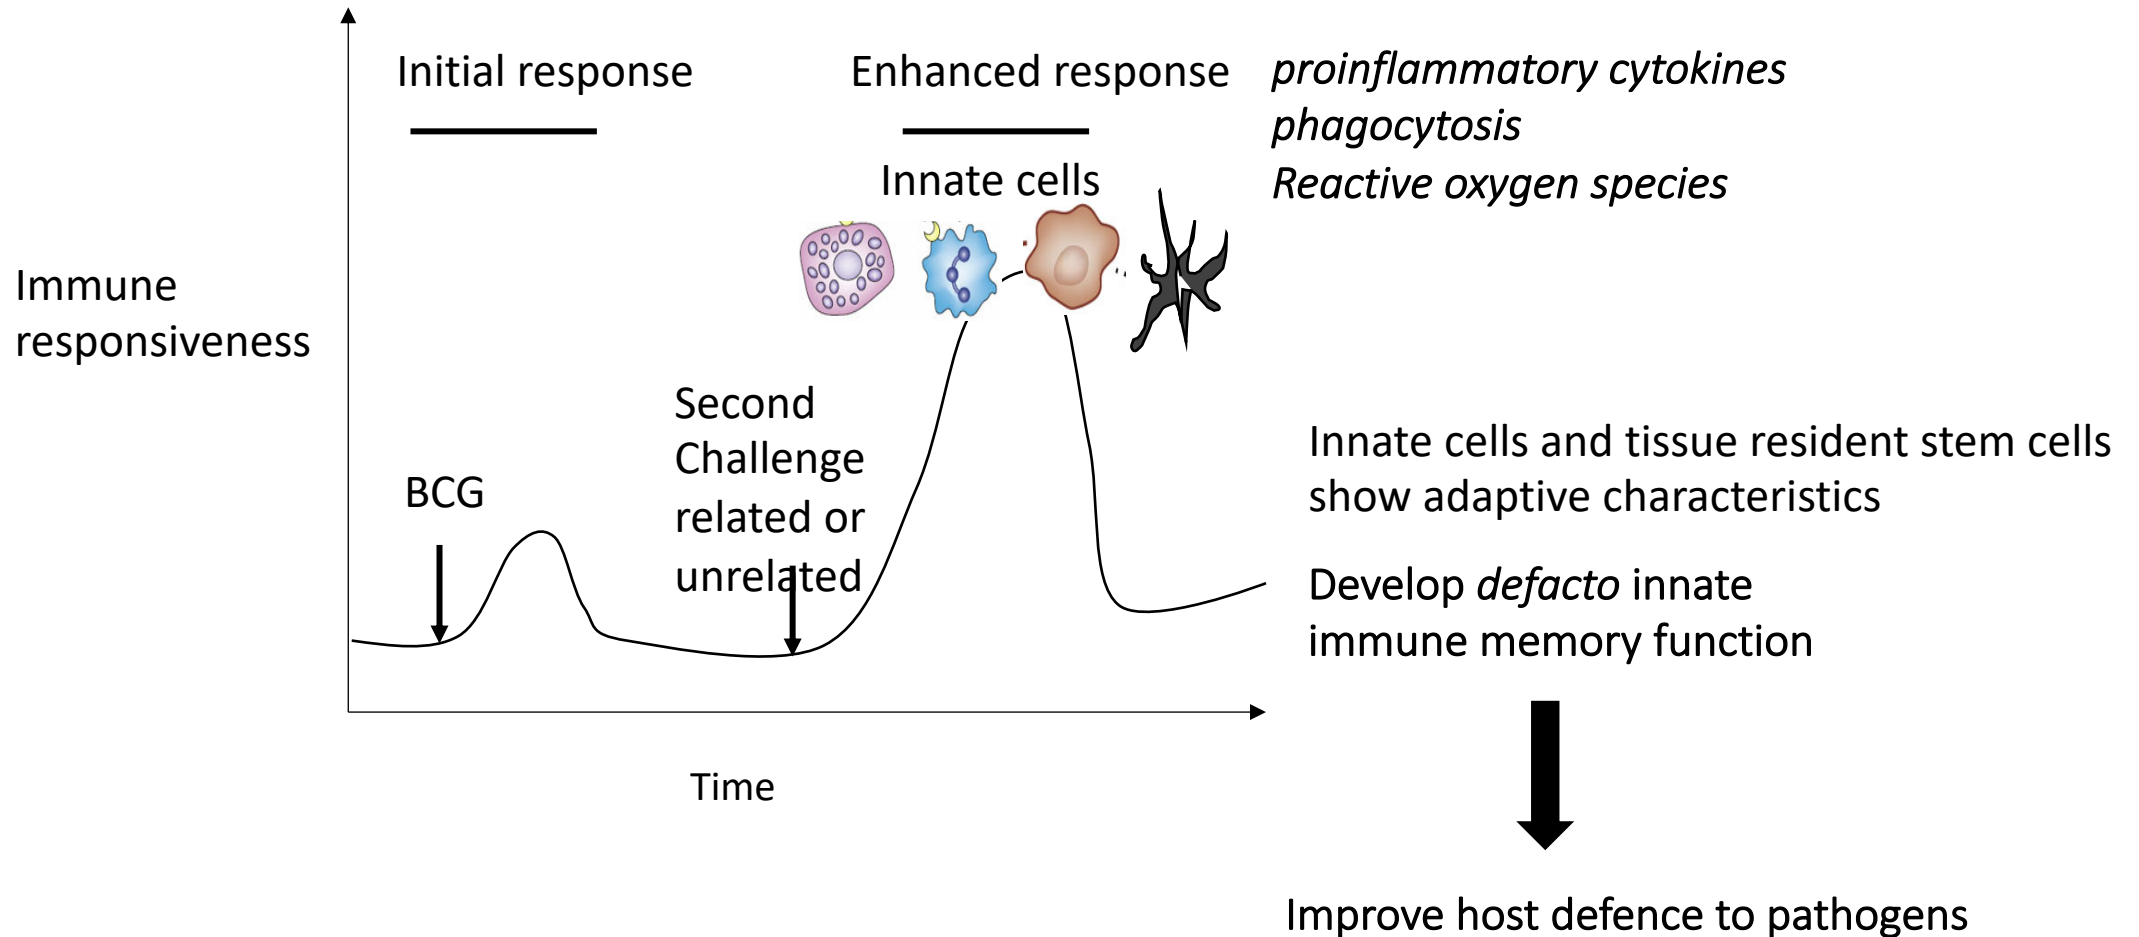 Initial response
Enhanced response
proinflammatory cytokines
phagocytosis
Reactive oxygen species
Innate cells
Immune
responsiveness
Second
Challenge
related or
unrelated
BCG
Innate cells and tissue resident stem cells
show adaptive characteristics
Develop defacto innate
immune memory function
Time
Improve host defence to pathogens